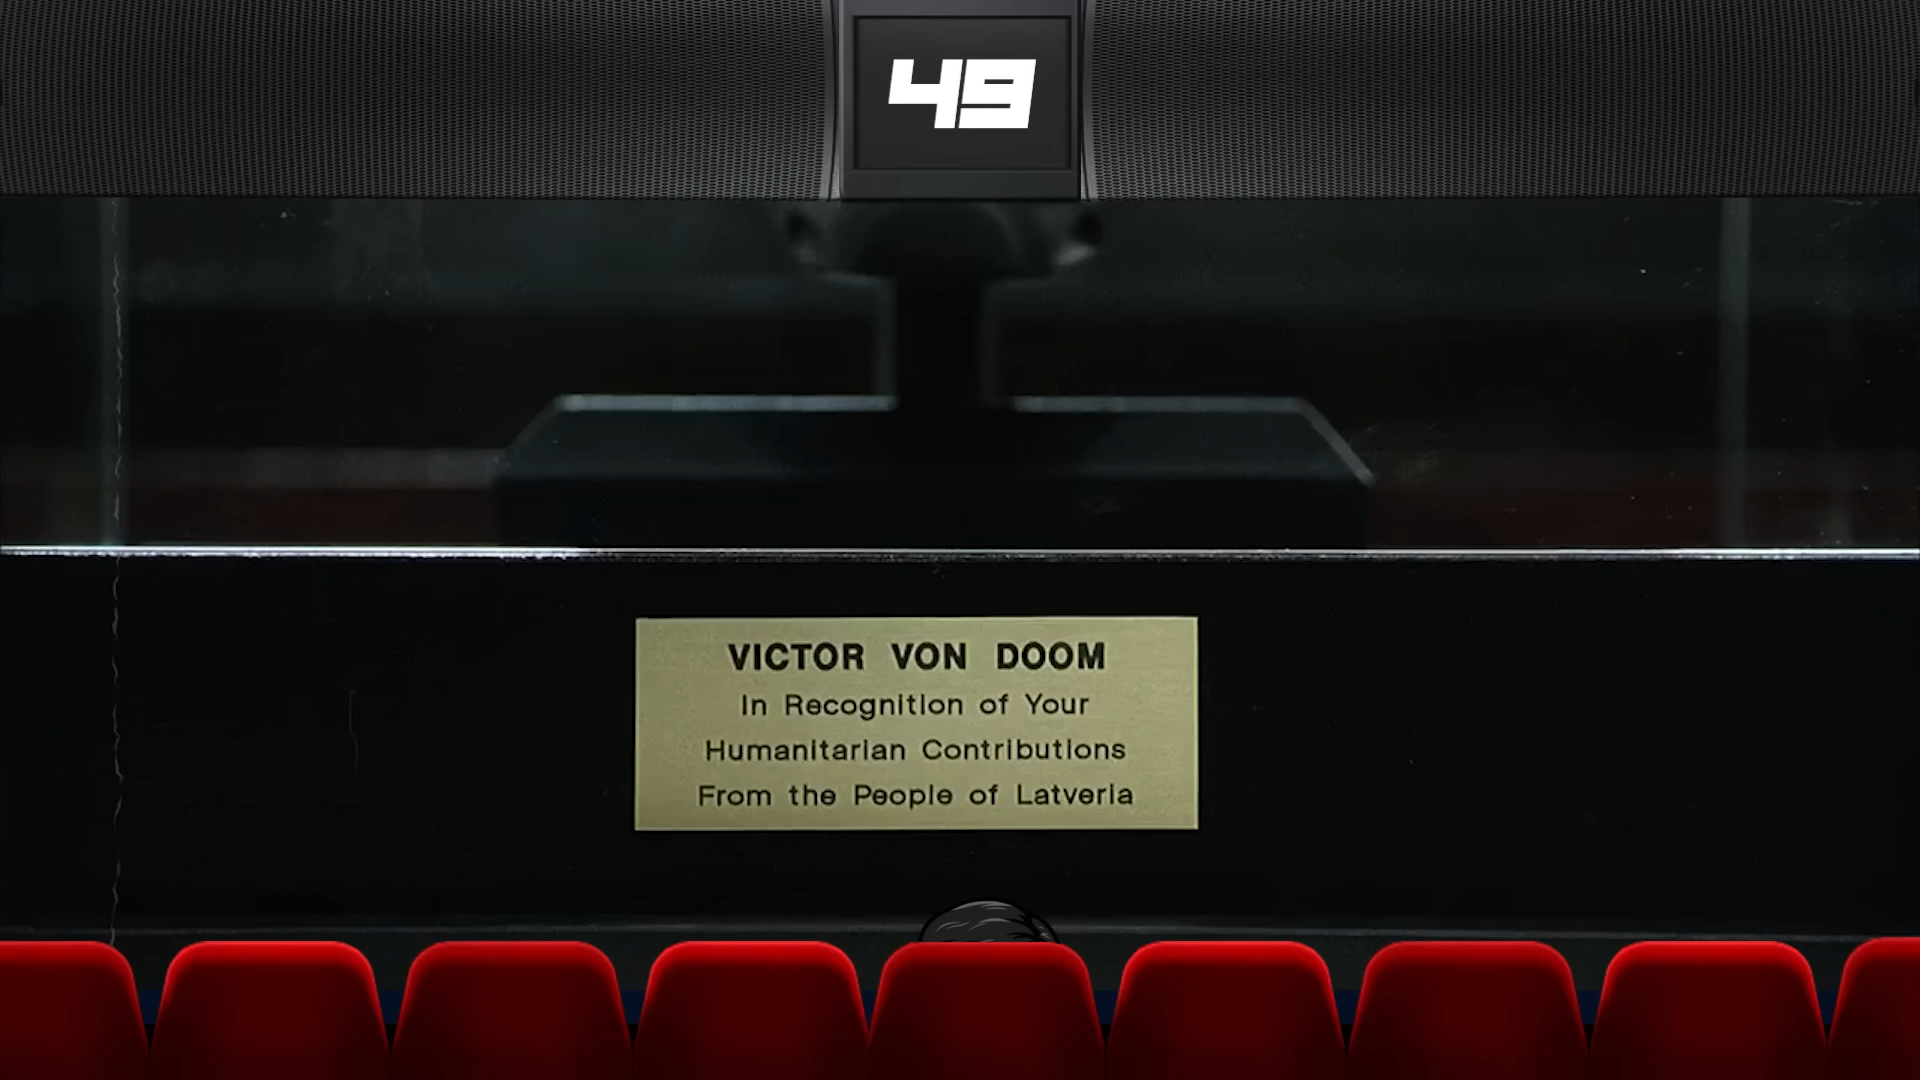 49
VICTOR VON DOOM
In Recognition of Your
Humanitarian Contributions
From the People of Latveria